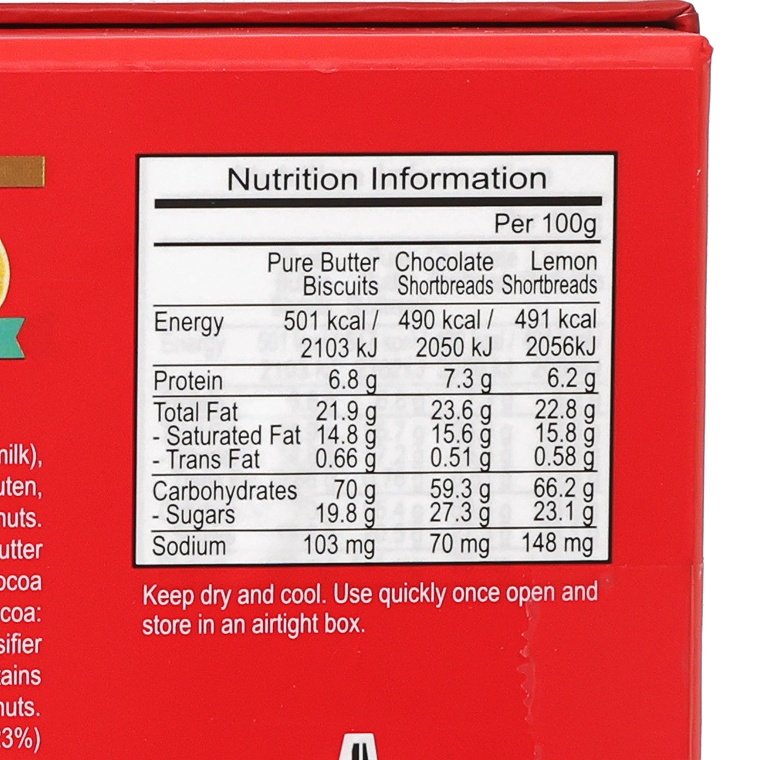 Nutrition Information
Per 100g
Pure Butter Biscuits Chocolate Shortbreads Lemon Shortbreads
Energy 501 kcal / 2103 kJ 490 kcal / 2050 kJ 491 kcal 2056kJ
Protein 6.8 g 7.3 g 6.2 g
Total Fat 21.9 g 23.6 g 22.8 g
- Saturated Fat 14.8 g 15.6 g 15.8 g
- Trans Fat 0.66 g 0.51 g 0.58 g
Carbohydrates 70 g 59.3 g 66.2 g
- Sugars 19.8 g 27.3 g 23.1 g
Sodium 103 mg 70 mg 148 mg
Keep dry and cool. Use quickly once open and
store in an airtight box.